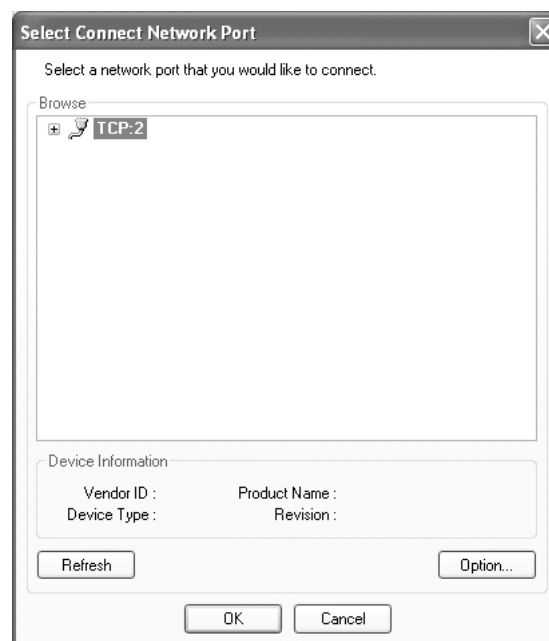 Select Connect Network Port
Select a network port that you would like to connect.
Browse
TCP:2
Device Information
Vendor ID :
Product Name :
Device Type :
Revision :
Refresh
Option...
OK
Cancel